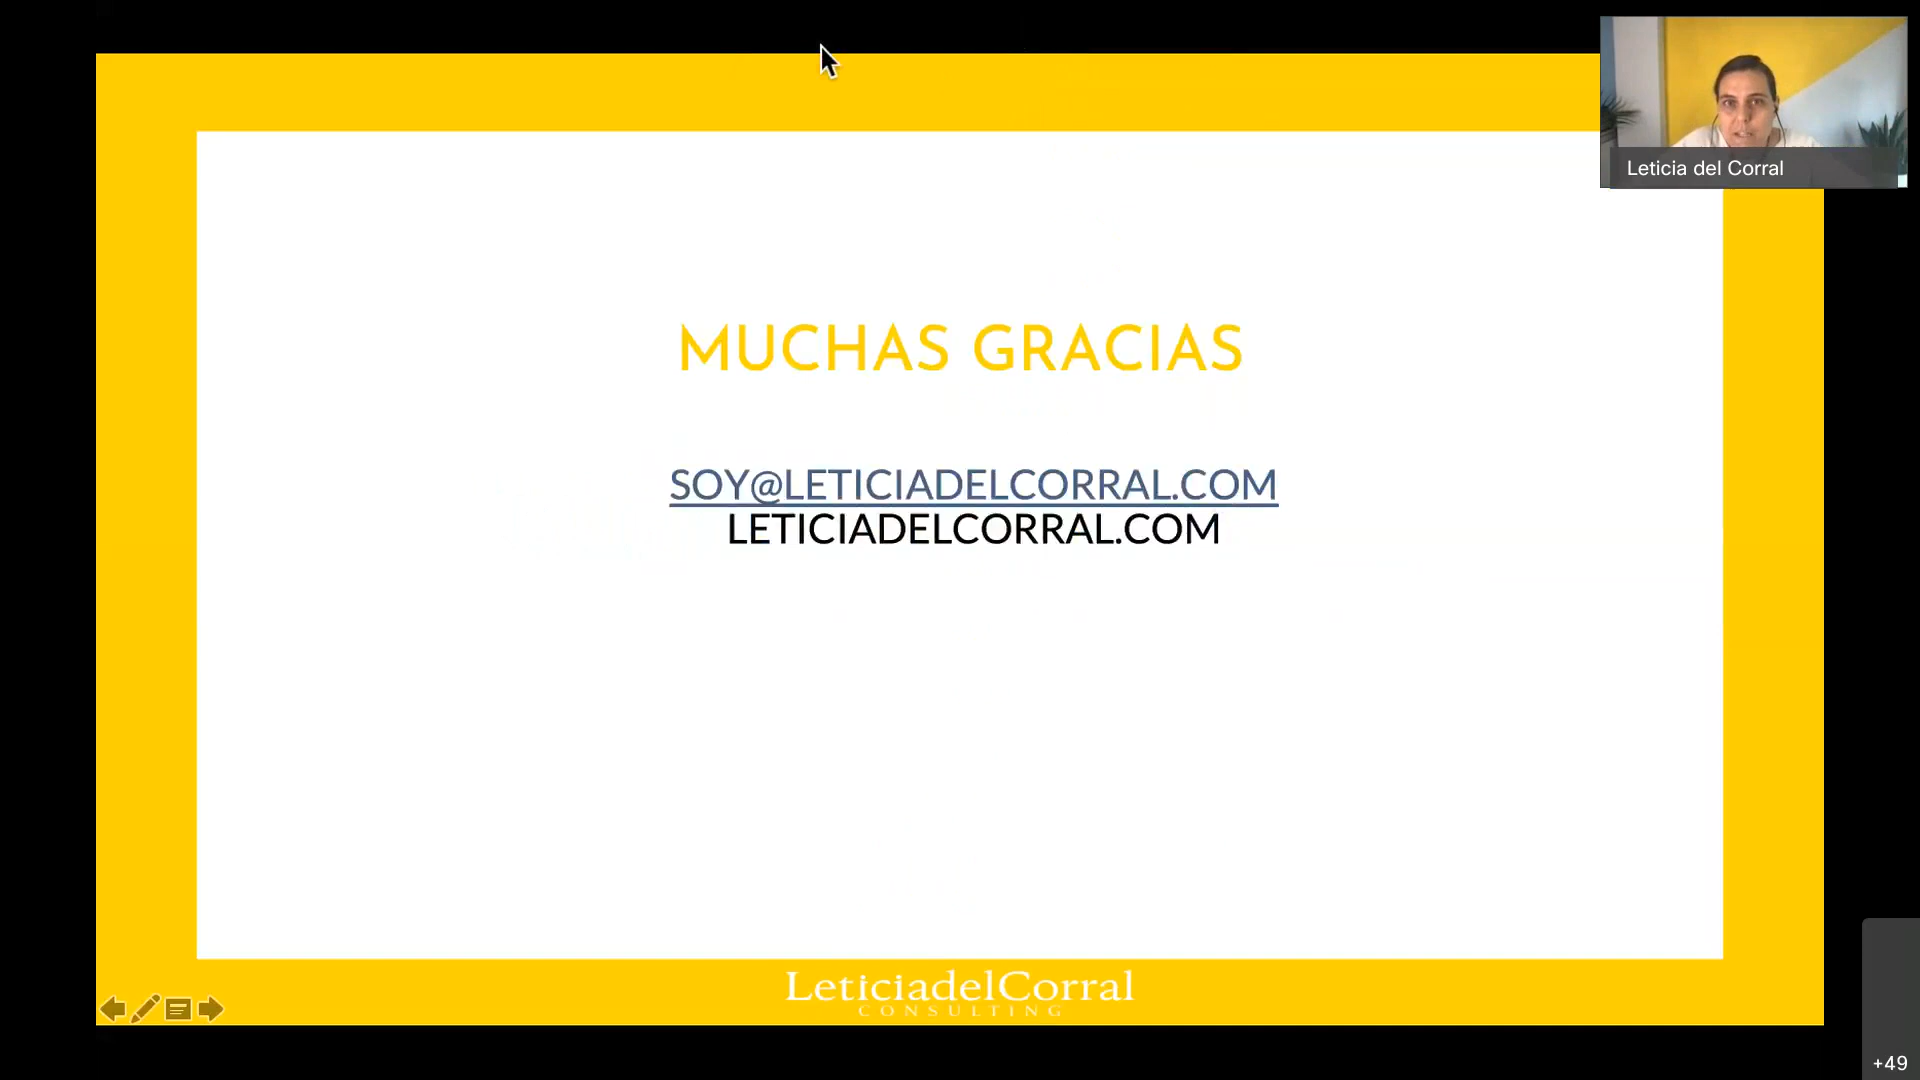 Leticia del Corral
MUCHAS GRACIAS
SOY@LETICIADELCORRAL.COM
LETICIADELCORRAL.COM
LeticiadelCorral
CONSULTING
+49